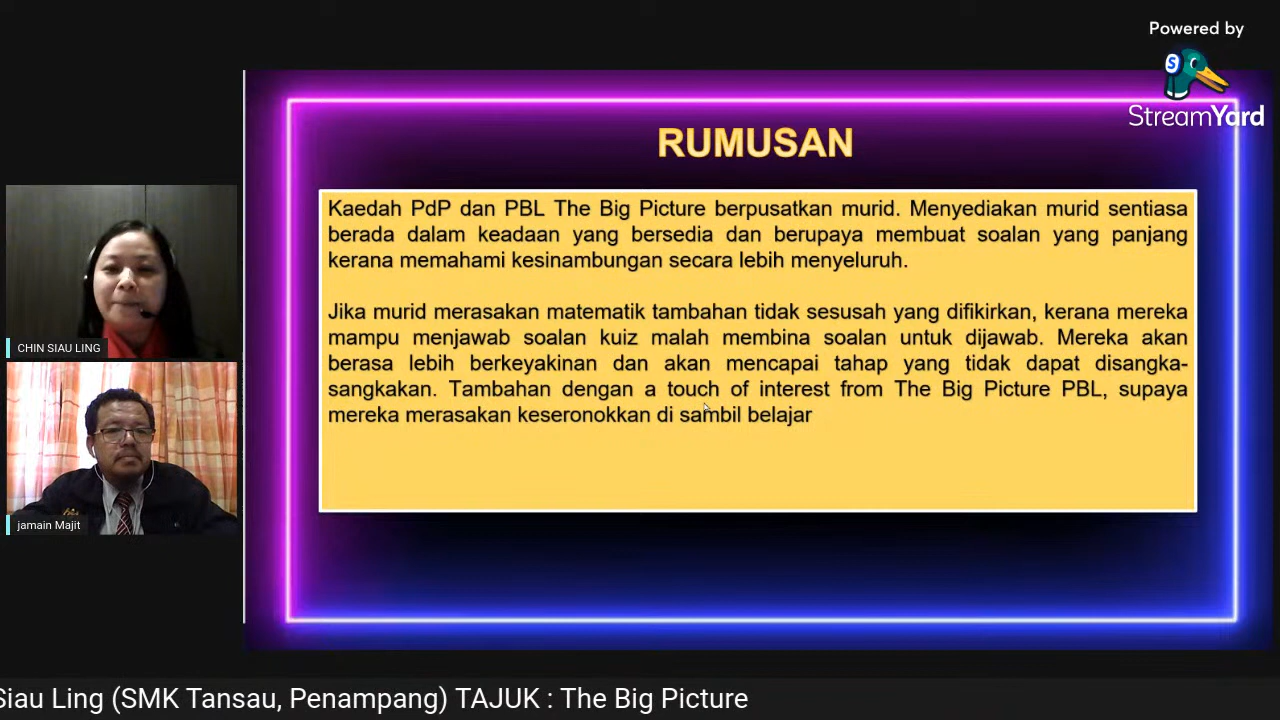 Powered by
S
StreamYard
RUMUSAN
Kaedah PdP dan PBL The Big Picture berpusatkan murid. Menyediakan murid sentiasa
berada dalam keadaan yang bersedia dan berupaya membuat soalan yang panjang
kerana memahami kesinambungan secara lebih menyeluruh.
Jika murid merasakan matematik tambahan tidak sesusah yang difikirkan, kerana mereka
mampu menjawab soalan kuiz malah membina soalan untuk dijawab. Mereka akan
berasa lebih berkeyakinan dan akan mencapai tahap yang tidak dapat disangka-
sangkakan. Tambahan dengan a touch of interest from The Big Picture PBL, supaya
mereka merasakan keseronokkan di sambil belajar
CHIN SIAU LING
jamain Majit
Siau Ling (SMK Tansau, Penampang) TAJUK : The Big Picture